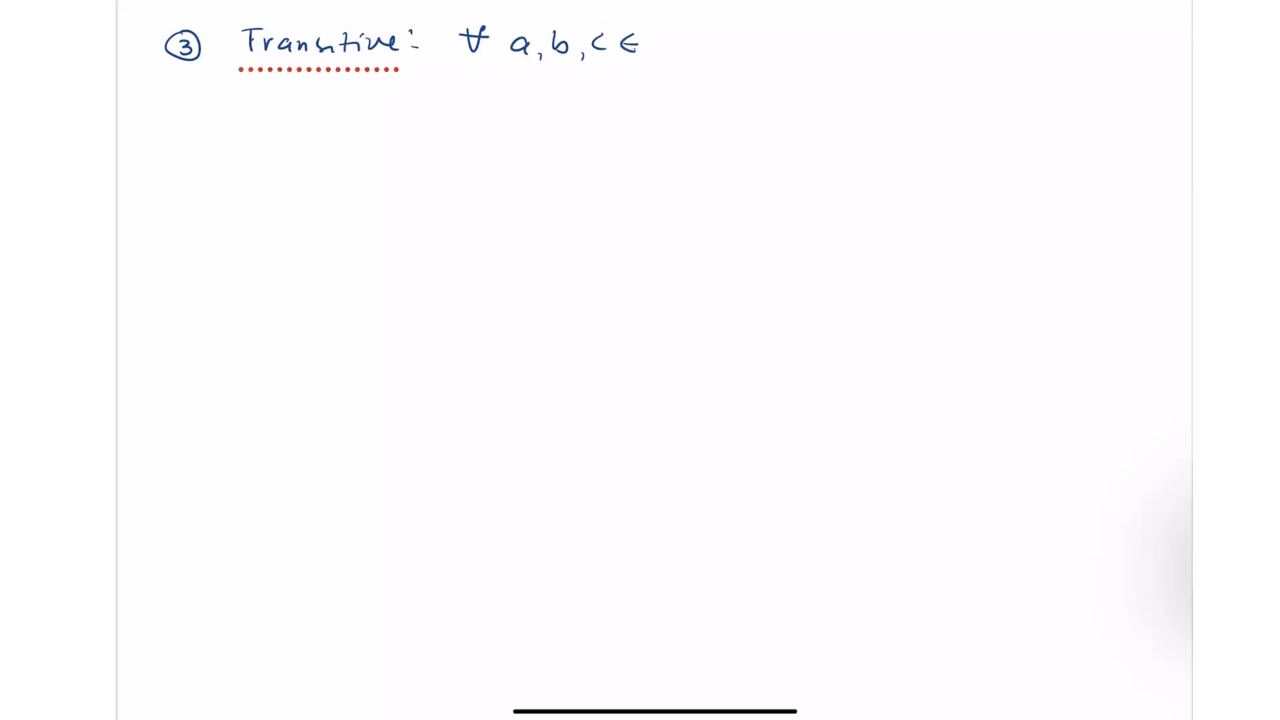 ③ Transitive: ∀ a, b, c ∈